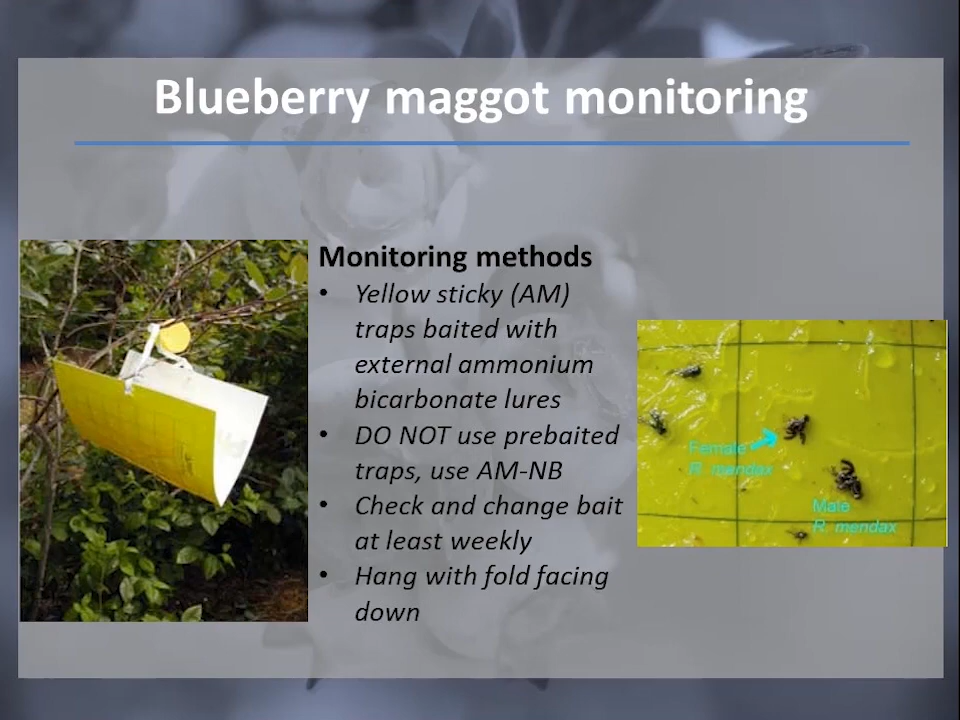 Blueberry maggot monitoring
Monitoring methods
• Yellow sticky (AM)
traps baited with
external ammonium
bicarbonate lures
• DO NOT use prebaited
traps, use AM-NB
• Check and change bait
at least weekly
• Hang with fold facing
down
Female
R. mendax
Male
R. mendax